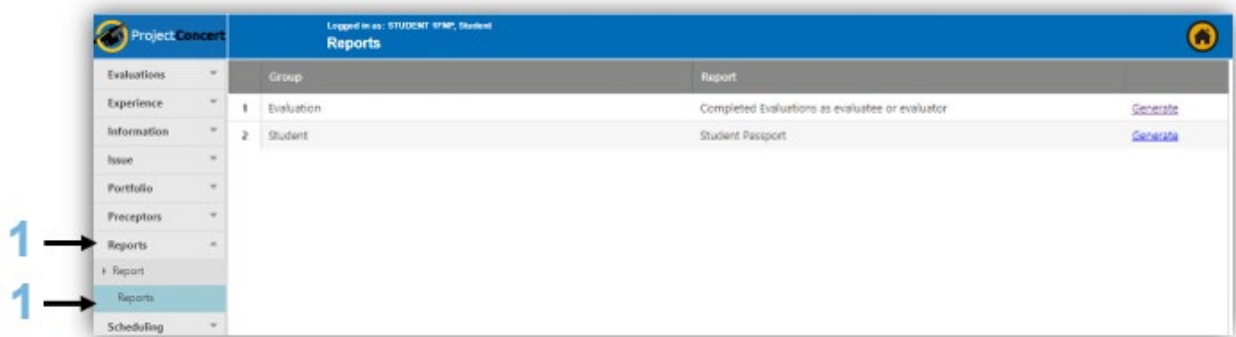 ProjectConcert
Logged in as: STUDENT 1FNP, Student
Reports
Evaluations
Experience
Information
Issue
Portfolio
Preceptors
1
Reports
Report
1
Reports
Scheduling
Group Report
1 Evaluation Completed Evaluations as evaluatee or evaluator Generate
2 Student Student Passport Generate